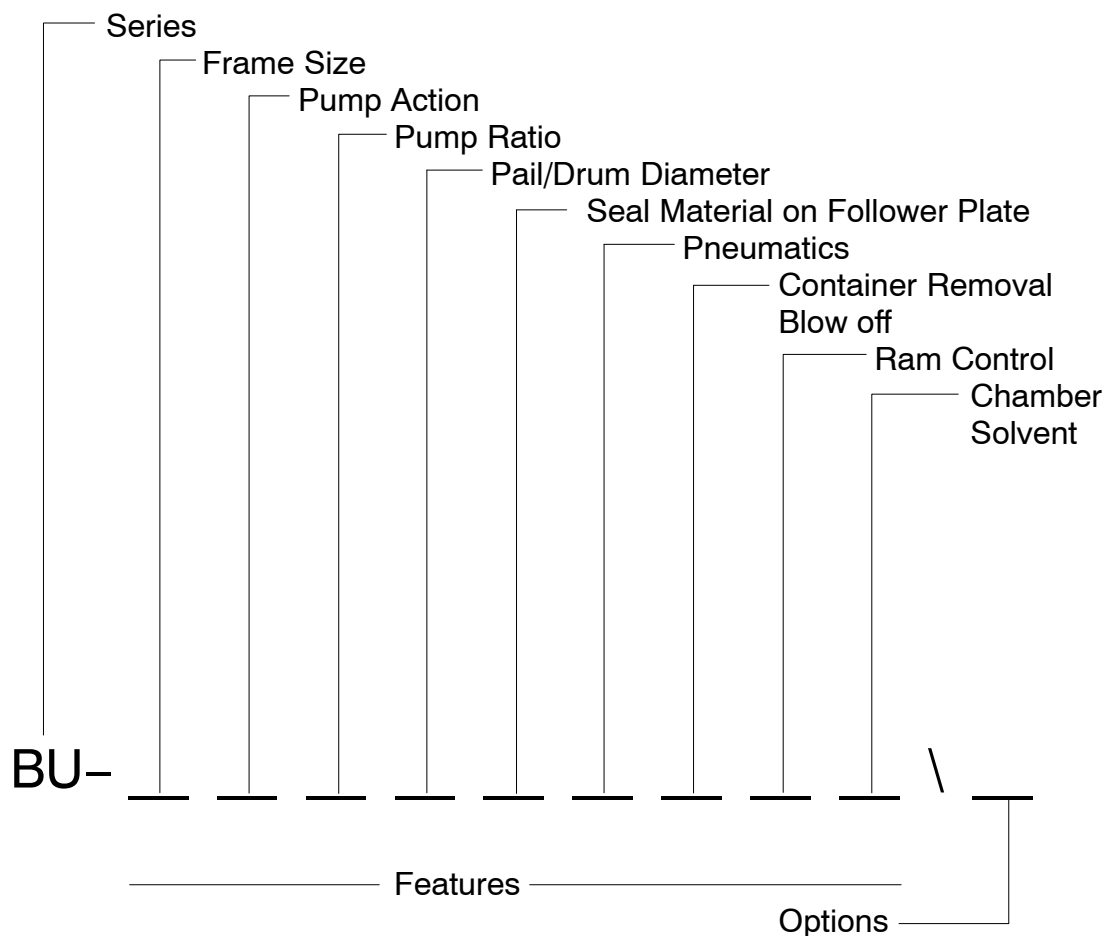 Series
Frame Size
Pump Action
Pump Ratio
Pail/Drum Diameter
Seal Material on Follower Plate
Pneumatics
Container Removal
Blow off
Ram Control
Chamber
Solvent
BU– \
Features
Options